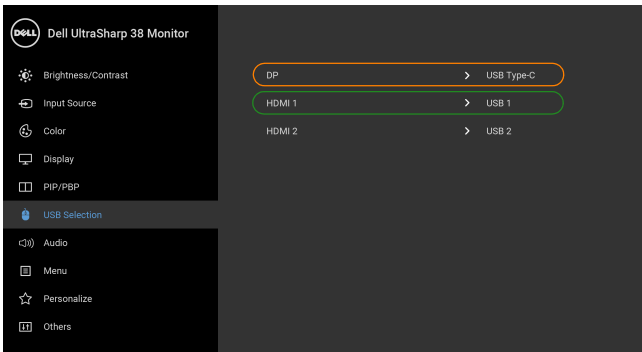 DELL Dell UltraSharp 38 Monitor
Brightness/Contrast
Input Source
Color
Display
PIP/PBP
USB Selection
Audio
Menu
Personalize
Others
DP > USB Type-C
HDMI 1 > USB 1
HDMI 2 > USB 2